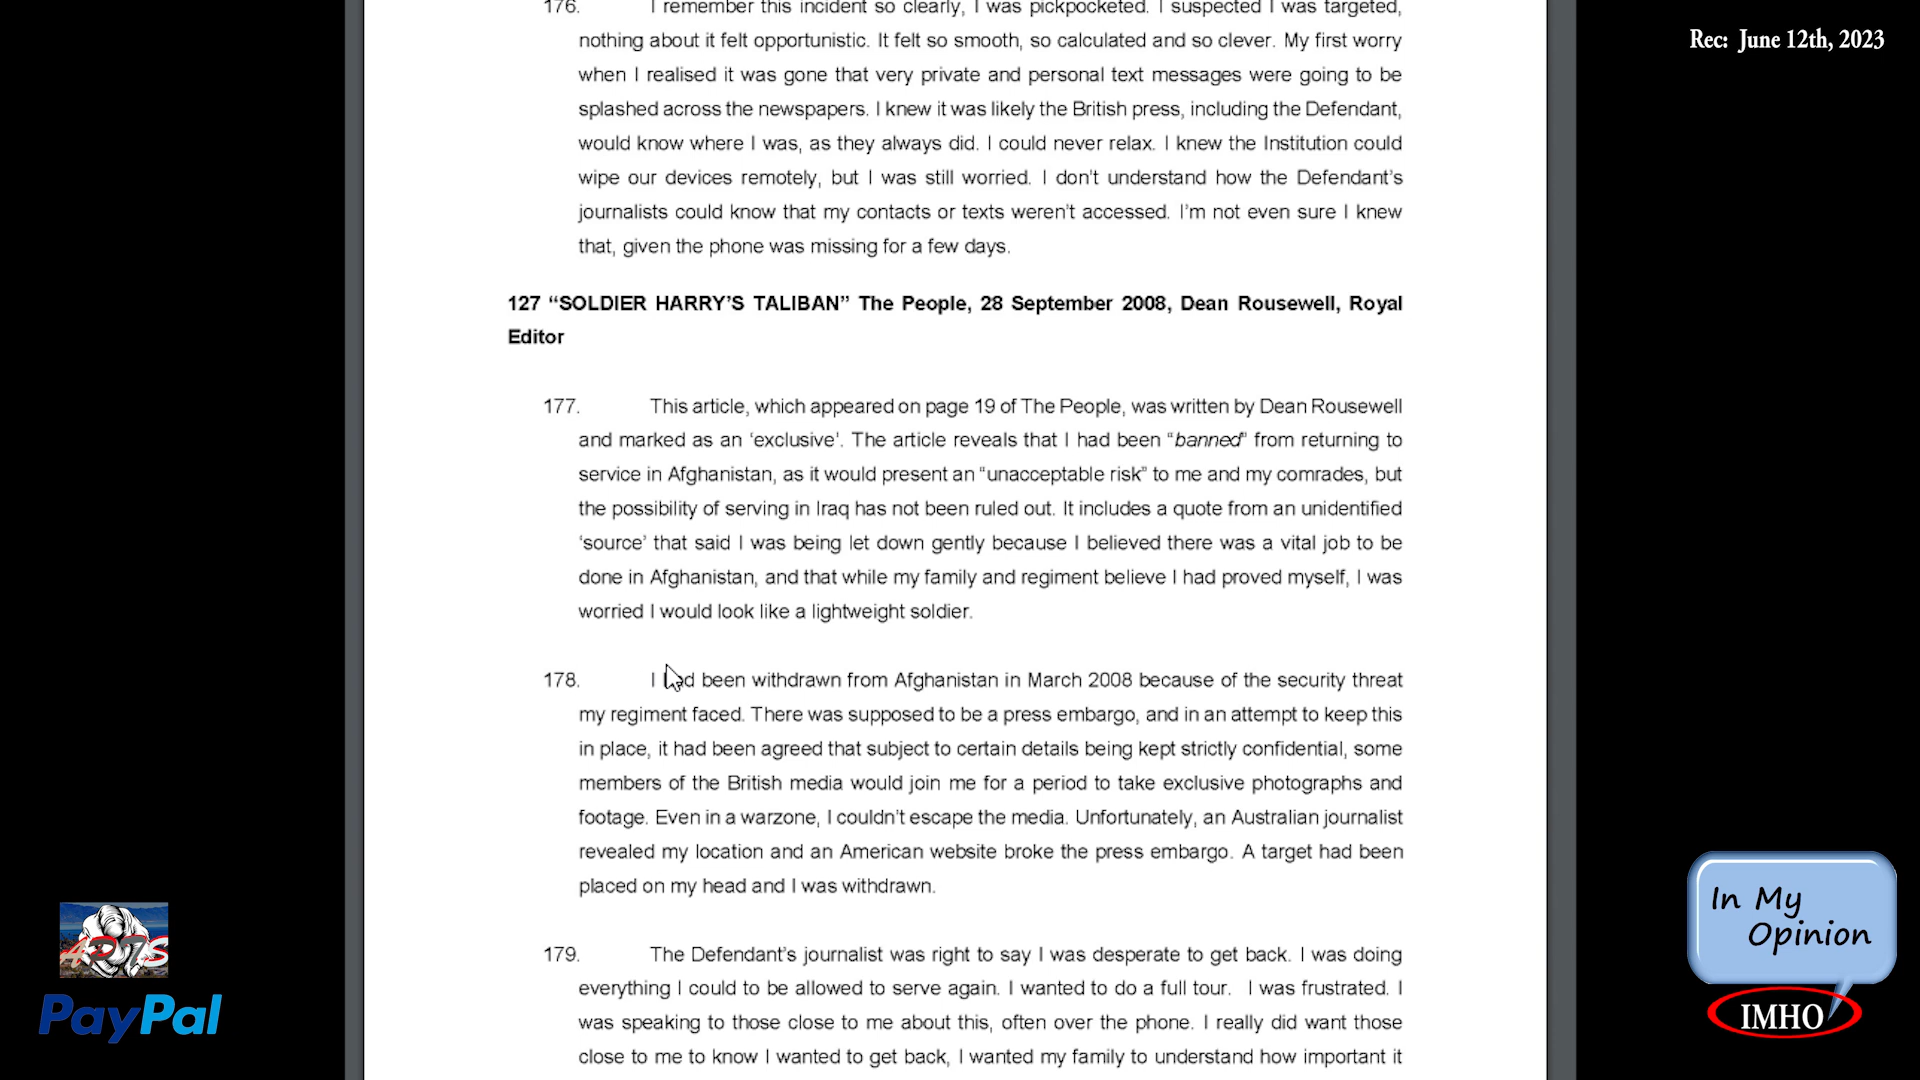 Rec: June 12th, 2023
176. I remember this incident so clearly, I was pickpocketed. I suspected I was targeted,
nothing about it felt opportunistic. It felt so smooth, so calculated and so clever. My first worry
when I realised it was gone that very private and personal text messages were going to be
splashed across the newspapers. I knew it was likely the British press, including the Defendant,
would know where I was, as they always did. I could never relax. I knew the Institution could
wipe our devices remotely, but I was still worried. I don't understand how the Defendant's
journalists could know that my contacts or texts weren't accessed. I'm not even sure I knew
that, given the phone was missing for a few days.
127 “SOLDIER HARRY’S TALIBAN” The People, 28 September 2008, Dean Rousewell, Royal
Editor
177. This article, which appeared on page 19 of The People, was written by Dean Rousewell
and marked as an ‘exclusive’. The article reveals that I had been “banned” from returning to
service in Afghanistan, as it would present an “unacceptable risk” to me and my comrades, but
the possibility of serving in Iraq has not been ruled out. It includes a quote from an unidentified
‘source’ that said I was being let down gently because I believed there was a vital job to be
done in Afghanistan, and that while my family and regiment believe I had proved myself, I was
worried I would look like a lightweight soldier.
178. I had been withdrawn from Afghanistan in March 2008 because of the security threat
my regiment faced. There was supposed to be a press embargo, and in an attempt to keep this
in place, it had been agreed that subject to certain details being kept strictly confidential, some
members of the British media would join me for a period to take exclusive photographs and
footage. Even in a warzone, I couldn’t escape the media. Unfortunately, an Australian journalist
revealed my location and an American website broke the press embargo. A target had been
placed on my head and I was withdrawn.
179. The Defendant’s journalist was right to say I was desperate to get back. I was doing
everything I could to be allowed to serve again. I wanted to do a full tour. I was frustrated. I
was speaking to those close to me about this, often over the phone. I really did want those
close to me to know I wanted to get back, I wanted my family to understand how important it
PayPal
In My
Opinion
IMHO